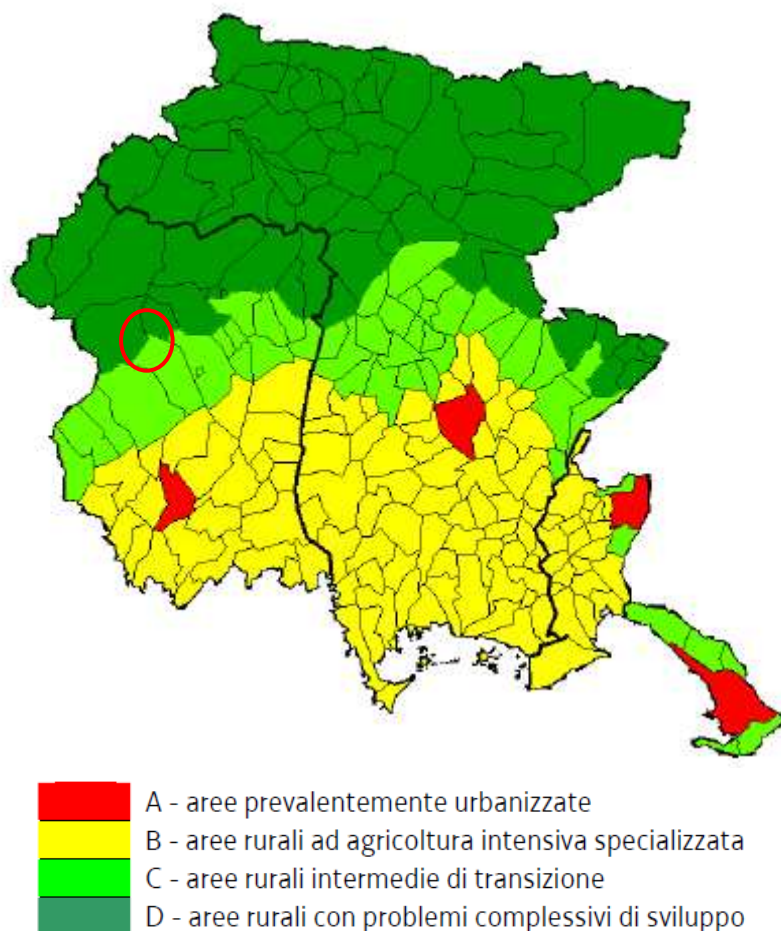 A - aree prevalentemente urbanizzate
B - aree rurali ad agricoltura intensiva specializzata
C - aree rurali intermedie di transizione
D - aree rurali con problemi complessivi di sviluppo